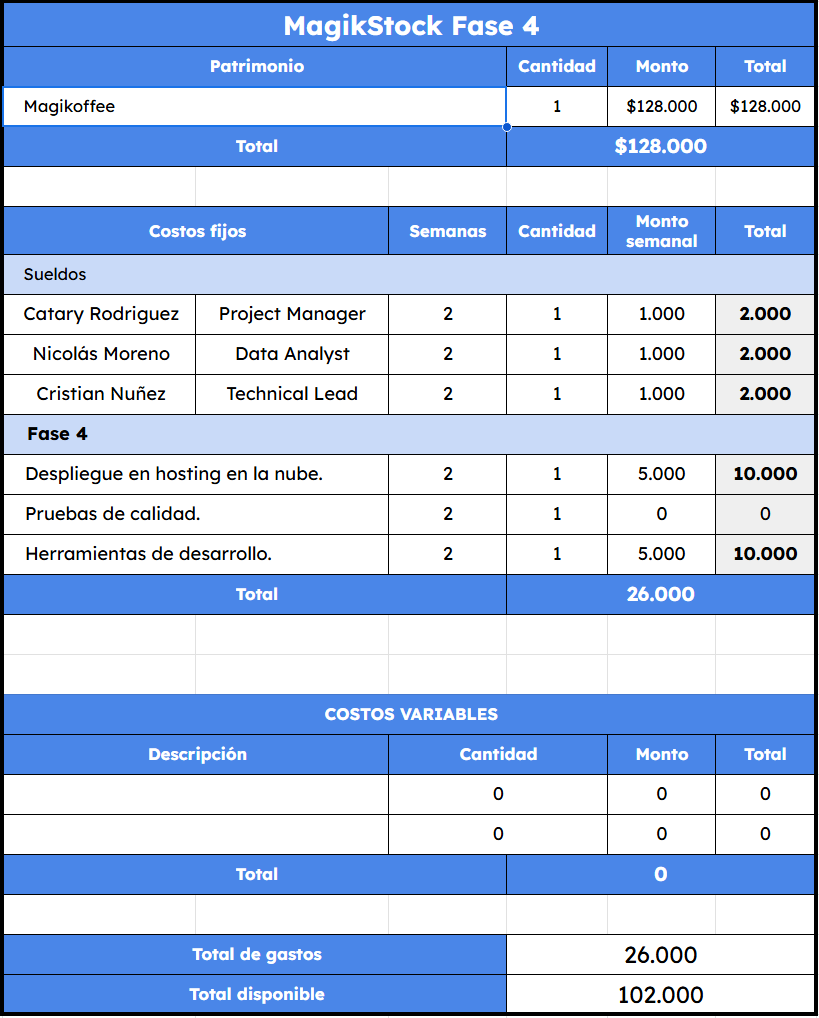 MagikStock Fase 4
Patrimonio Cantidad Monto Total
Magikoffee 1 $128.000 $128.000
Total $128.000
Costos fijos Semanas Cantidad Monto semanal Total
Sueldos
Catary Rodriguez Project Manager 2 1 1.000 2.000
Nicolás Moreno Data Analyst 2 1 1.000 2.000
Cristian Nuñez Technical Lead 2 1 1.000 2.000
Fase 4
Despliegue en hosting en la nube. 2 1 5.000 10.000
Pruebas de calidad. 2 1 0 0
Herramientas de desarrollo. 2 1 5.000 10.000
Total 26.000
COSTOS VARIABLES
Descripción Cantidad Monto Total
0 0 0
0 0 0
Total 0
Total de gastos 26.000
Total disponible 102.000